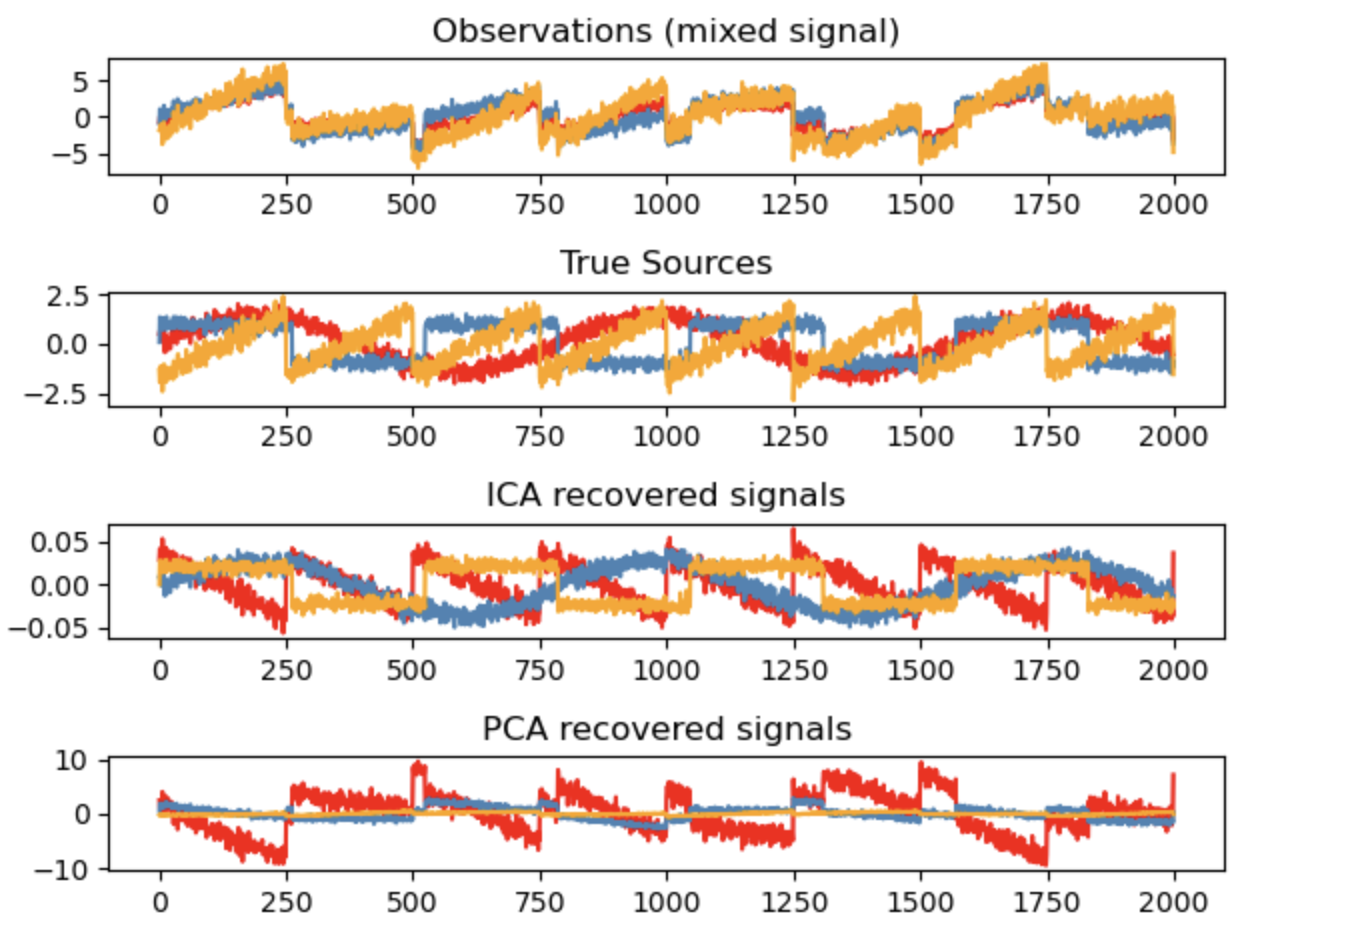 Observations (mixed signal)
5
0
−5
0 250 500 750 1000 1250 1500 1750 2000
True Sources
2.5
0.0
−2.5
0 250 500 750 1000 1250 1500 1750 2000
ICA recovered signals
0.05
0.00
−0.05
0 250 500 750 1000 1250 1500 1750 2000
PCA recovered signals
10
0
−10
0 250 500 750 1000 1250 1500 1750 2000